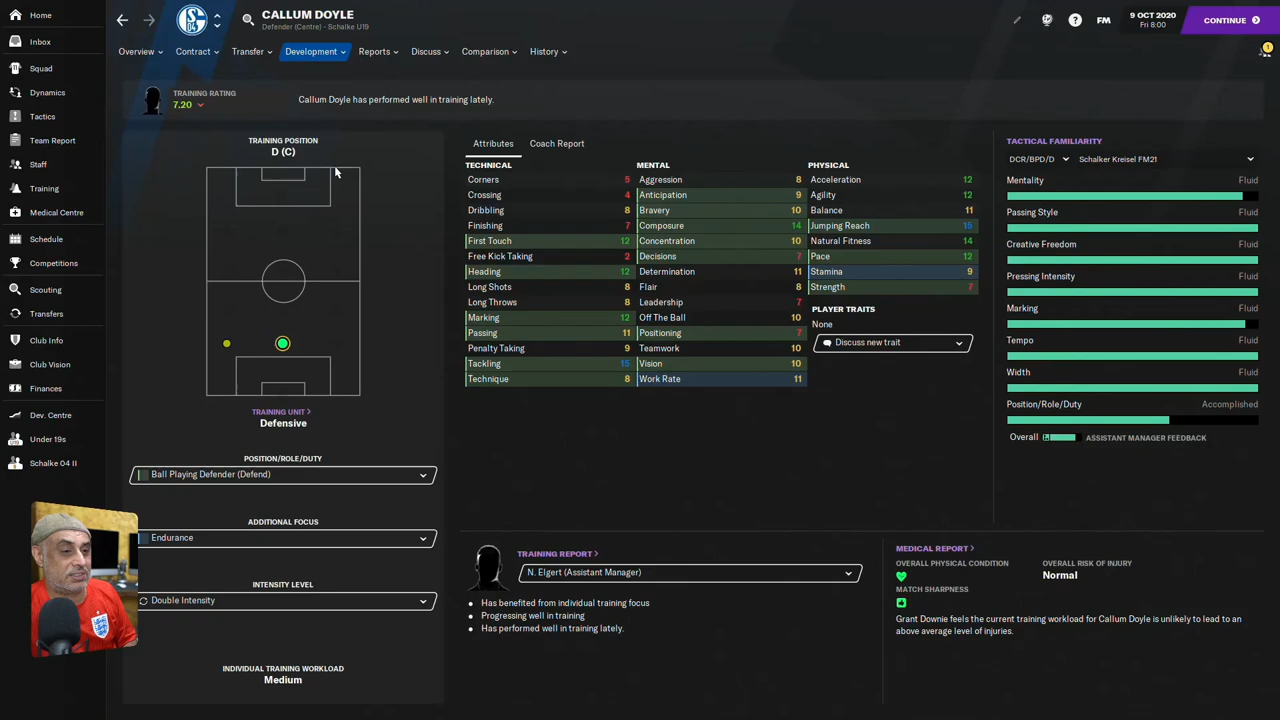 Home
Inbox
Squad
Dynamics
Tactics
Team Report
Staff
Training
Medical Centre
Schedule
Competitions
Scouting
Transfers
Club Info
Club Vision
Finances
Dev. Centre
Under 19s
Schalke 04 II
CALLUM DOYLE
Defender (Centre) - Schalke U19
FM
9 OCT 2020
Fri 8:00
CONTINUE
1
Overview
Contract
Transfer
Development
Reports
Discuss
Comparison
History
TRAINING RATING
7.20
Callum Doyle has performed well in training lately.
TRAINING POSITION
D (C)
TRAINING UNIT >
Defensive
POSITION/ROLE/DUTY
Ball Playing Defender (Defend)
ADDITIONAL FOCUS
Endurance
INTENSITY LEVEL
Double Intensity
INDIVIDUAL TRAINING WORKLOAD
Medium
Attributes
Coach Report
TECHNICAL
Corners 5
Crossing 4
Dribbling 8
Finishing 7
First Touch 12
Free Kick Taking 2
Heading 12
Long Shots 8
Long Throws 8
Marking 12
Passing 11
Penalty Taking 9
Tackling 15
Technique 8
MENTAL
Aggression 8
Anticipation 9
Bravery 10
Composure 14
Concentration 10
Decisions 7
Determination 11
Flair 8
Leadership 7
Off The Ball 10
Positioning 7
Teamwork 10
Vision 10
Work Rate 11
PHYSICAL
Acceleration 12
Agility 12
Balance 11
Jumping Reach 15
Natural Fitness 14
Pace 12
Stamina 9
Strength 7
PLAYER TRAITS
None
Discuss new trait
TACTICAL FAMILIARITY
DCR/BPD/D
Schalker Kreisel FM21
Mentality Fluid
Passing Style Fluid
Creative Freedom Fluid
Pressing Intensity Fluid
Marking Fluid
Tempo Fluid
Width Fluid
Position/Role/Duty Accomplished
Overall
ASSISTANT MANAGER FEEDBACK
TRAINING REPORT >
N. Elgert (Assistant Manager)
• Has benefited from individual training focus
• Progressing well in training
• Has performed well in training lately.
MEDICAL REPORT >
OVERALL PHYSICAL CONDITION
OVERALL RISK OF INJURY
Normal
MATCH SHARPNESS
Grant Downie feels the current training workload for Callum Doyle is unlikely to lead to an
above average level of injuries.